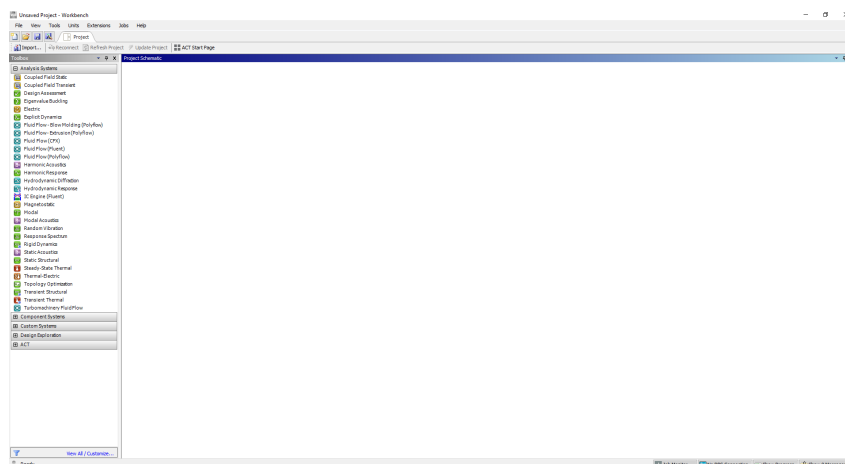 Unsaved Project - Workbench
File View Tools Units Extensions Jobs Help
Project
Import... Reconnect Refresh Project Update Project ACT Start Page
Toolbox
Project Schematic
Analysis Systems
Coupled Field Static
Coupled Field Transient
Design Assessment
Eigenvalue Buckling
Electric
Explicit Dynamics
Fluid Flow - Blow Molding (Polyflow)
Fluid Flow - Extrusion (Polyflow)
Fluid Flow (CFX)
Fluid Flow (Fluent)
Fluid Flow (Polyflow)
Harmonic Acoustics
Harmonic Response
Hydrodynamic Diffraction
Hydrodynamic Response
IC Engine (Fluent)
Magnetostatic
Modal
Modal Acoustics
Random Vibration
Response Spectrum
Rigid Dynamics
Static Acoustics
Static Structural
Steady-State Thermal
Thermal-Electric
Topology Optimization
Transient Structural
Transient Thermal
Turbomachinery Fluid Flow
Component Systems
Custom Systems
Design Exploration
ACT
View All / Customize...
Ready